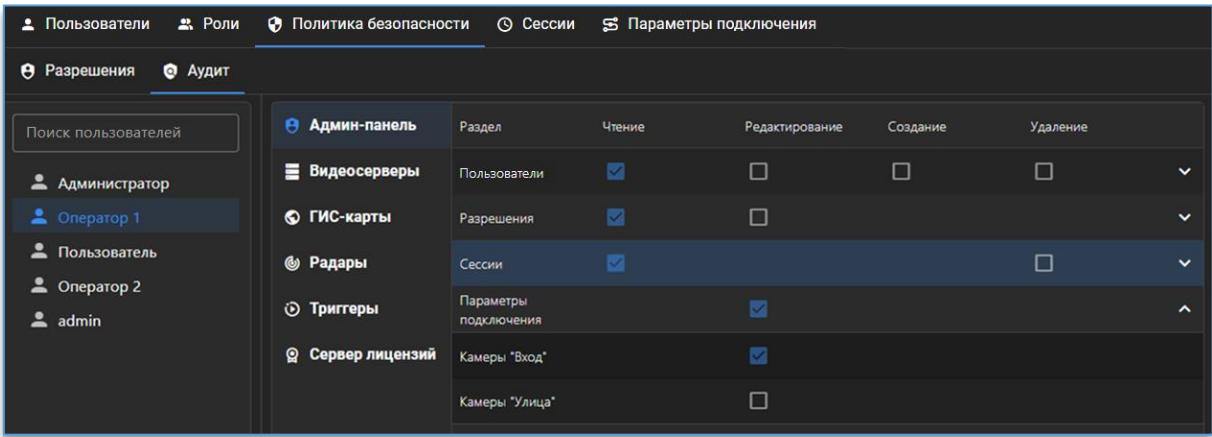 Пользователи Роли Политика безопасности Сессии Параметры подключения
Разрешения Аудит
Поиск пользователей
Администратор
Оператор 1
Пользователь
Оператор 2
admin
Админ-панель
Видеосерверы
ГИС-карты
Радары
Триггеры
Сервер лицензий
Раздел Чтение Редактирование Создание Удаление
Пользователи
Разрешения
Сессии
Параметры
подключения
Камеры "Вход"
Камеры "Улица"